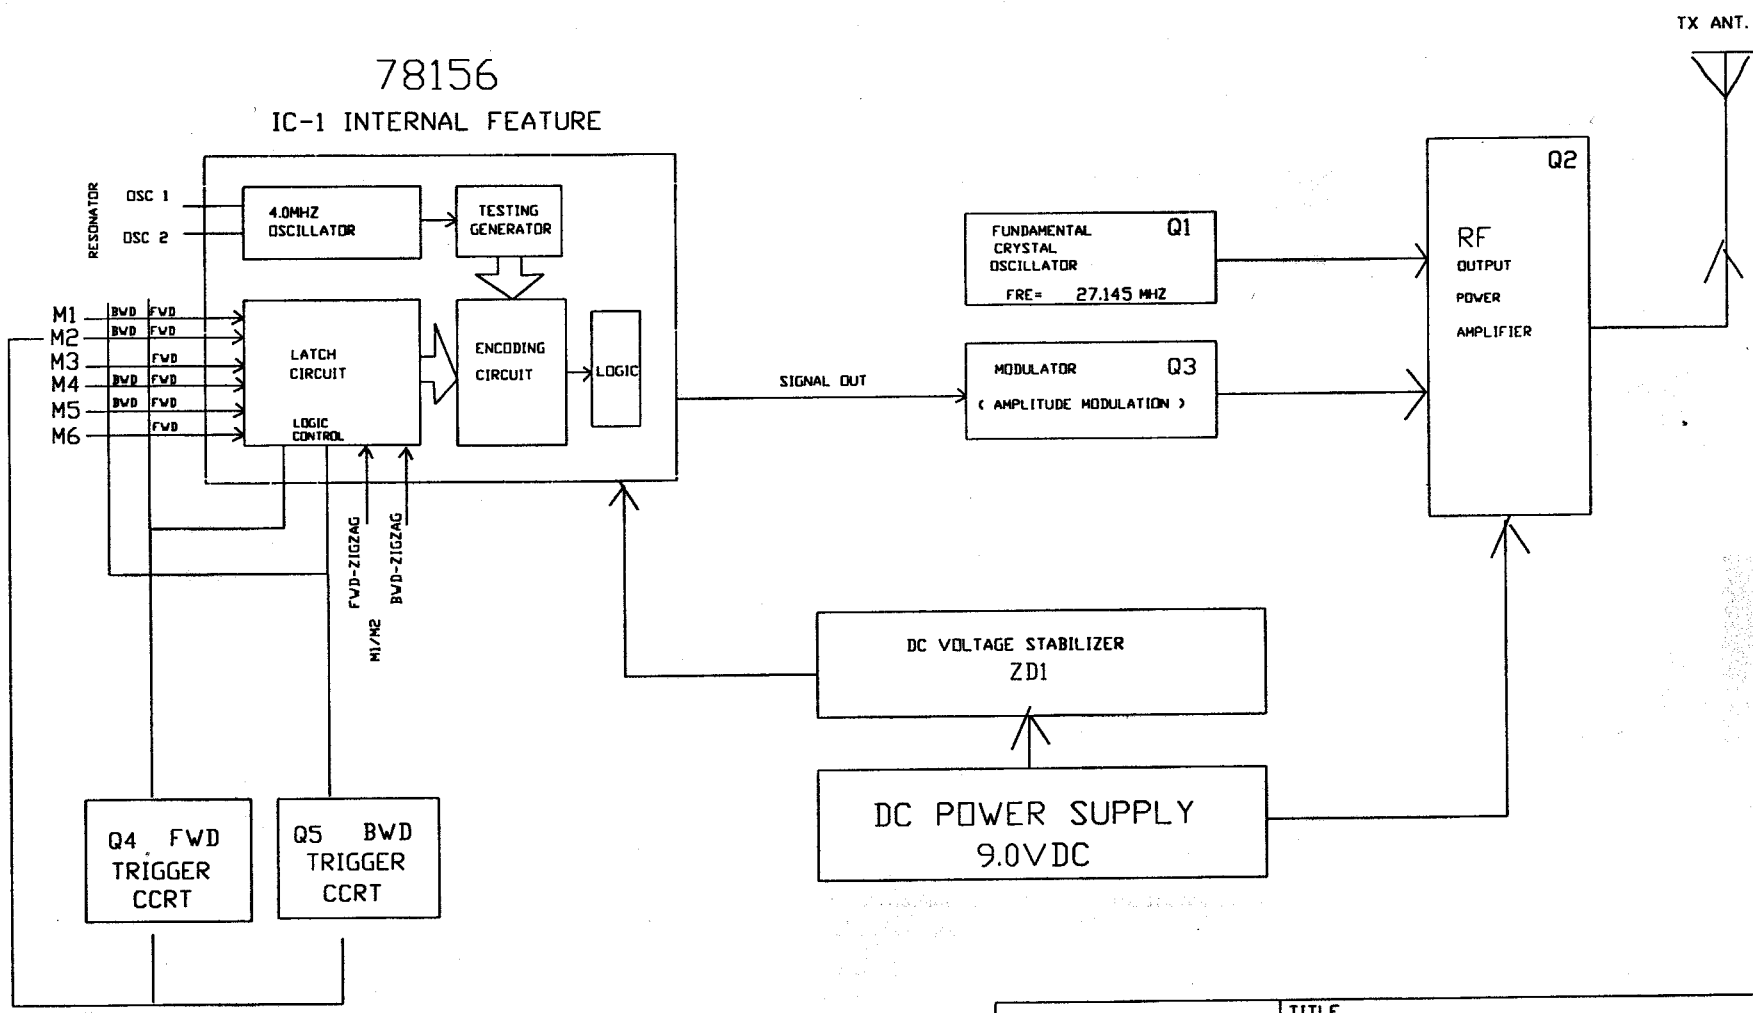 TX ANT.
78156
IC-1 INTERNAL FEATURE
RESONATOR
OSC 1
OSC 2
4.0MHZ
OSCILLATOR
TESTING
GENERATOR
M1
BWD
FWD
M2
BWD
FWD
M3
FWD
M4
BWD
FWD
M5
BWD
FWD
M6
FWD
LATCH
CIRCUIT
LOGIC
CONTROL
ENCODING
CIRCUIT
LOGIC
FWD-ZIGZAG
M1/M2
BWD-ZIGZAG
SIGNAL OUT
FUNDAMENTAL
CRYSTAL
OSCILLATOR
Q1
FRE= 27.145 MHZ
MODULATOR
Q3
( AMPLITUDE MODULATION )
Q2
RF
OUTPUT
POWER
AMPLIFIER
DC VOLTAGE STABILIZER
ZD1
DC POWER SUPPLY
9.0VDC
Q4 FWD
TRIGGER
CCRT
Q5 BWD
TRIGGER
CCRT
TITLE